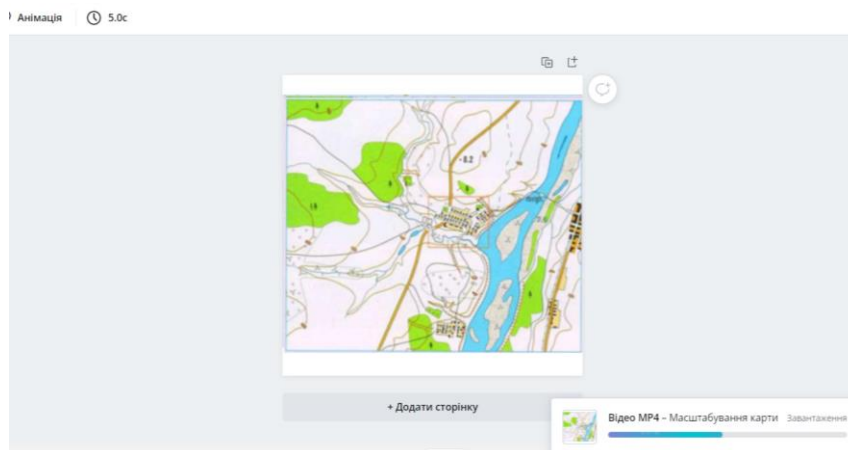 Анімація 5.0с
8.2
+ Додати сторінку
Відео MP4 – Масштабування карти Завантаження